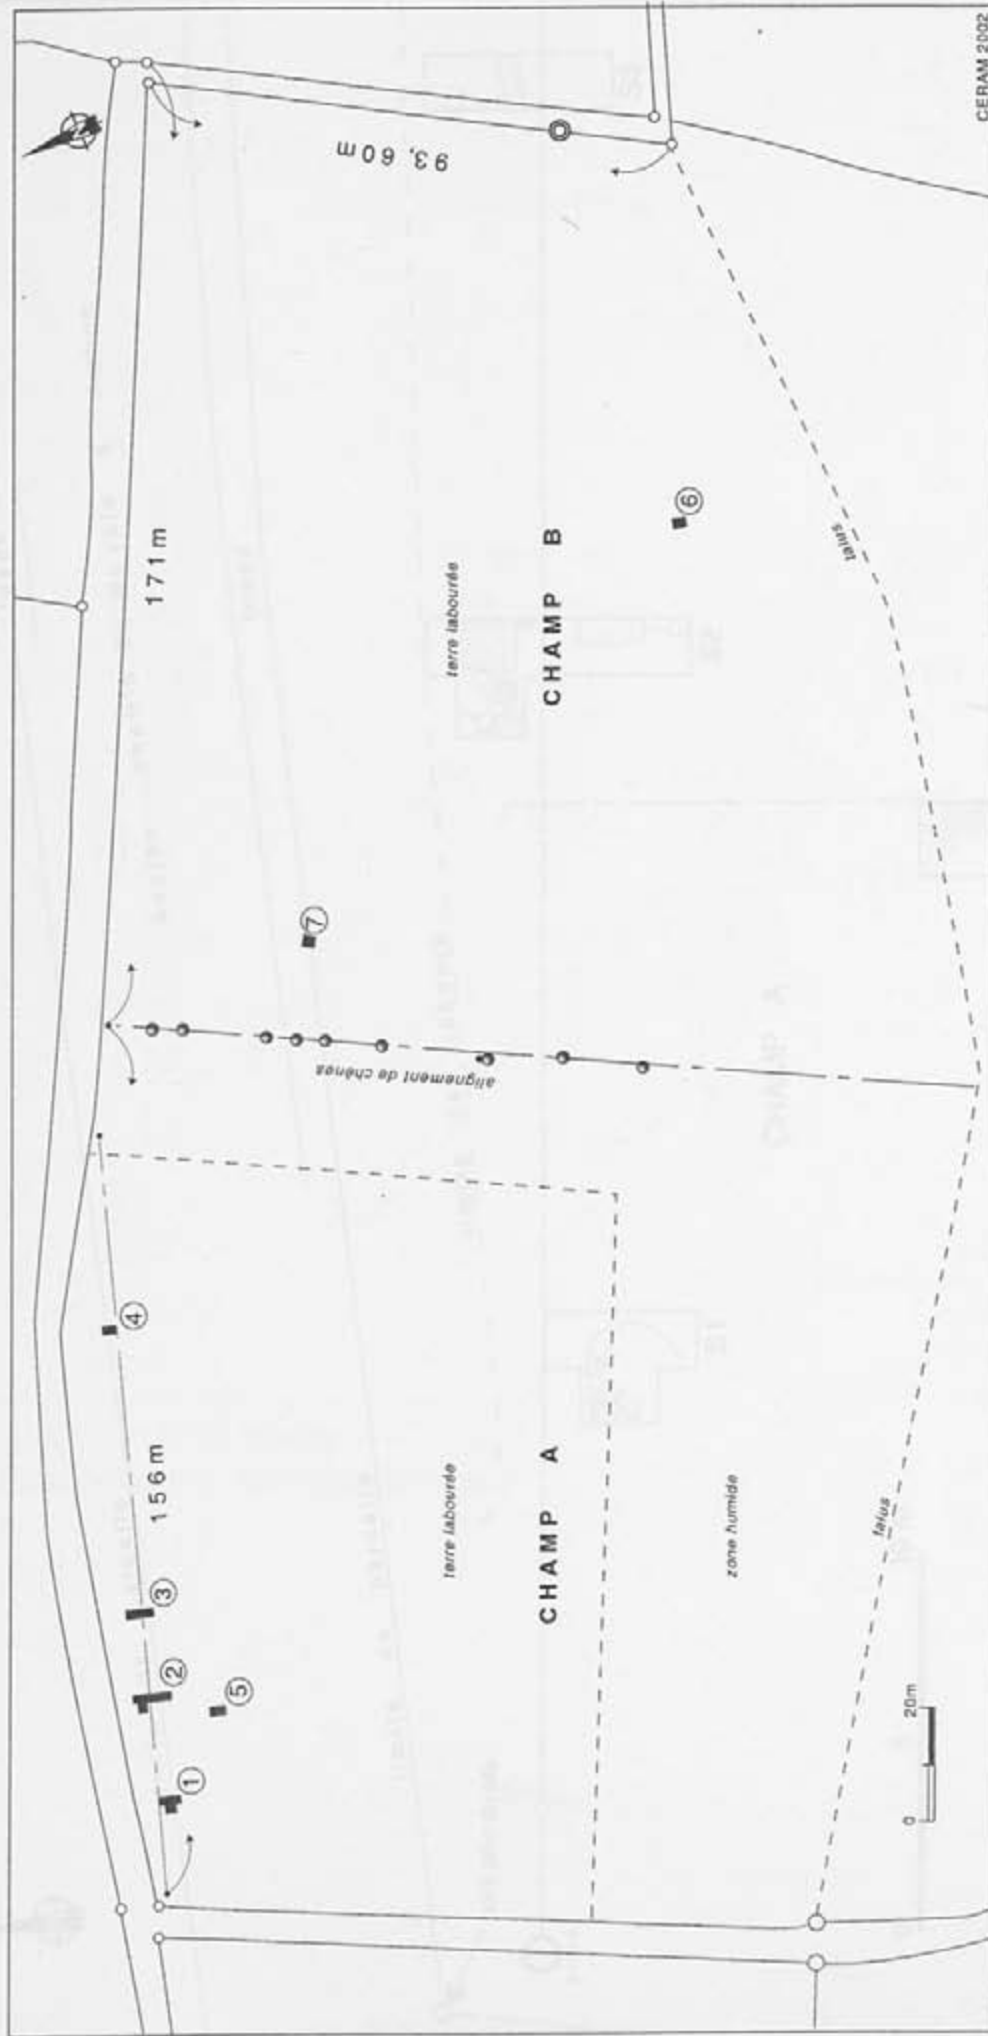 93,60m
171m
terre labourée
CHAMP B
⑥
talus
⑦
alignement de chênes
④
156m
③
②
⑤
①
terre labourée
CHAMP A
zone humide
talus
0 20m
CERAM 2002